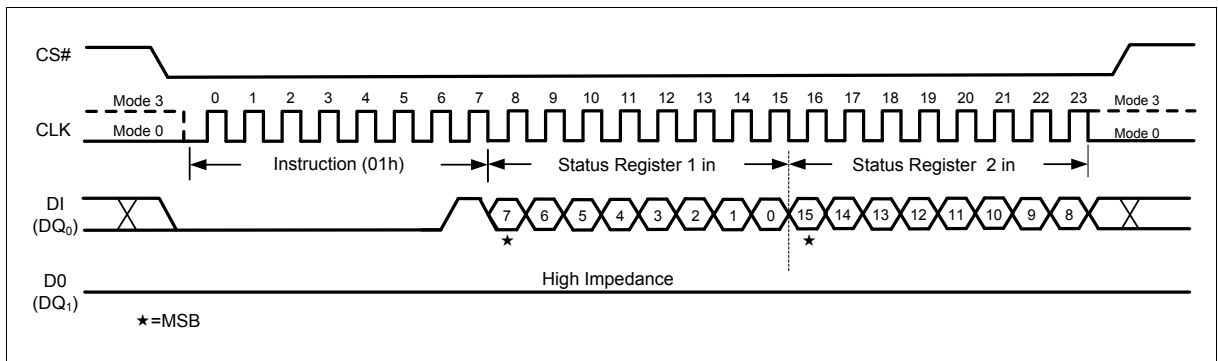 CS#
Mode 3 0 1 2 3 4 5 6 7 8 9 10 11 12 13 14 15 16 17 18 19 20 21 22 23 Mode 3
CLK Mode 0 Mode 0
Instruction (01h) Status Register 1 in Status Register 2 in
DI
(DQ0) 7 6 5 4 3 2 1 0 15 14 13 12 11 10 9 8
★ ★
High Impedance
D0
(DQ1)
★=MSB